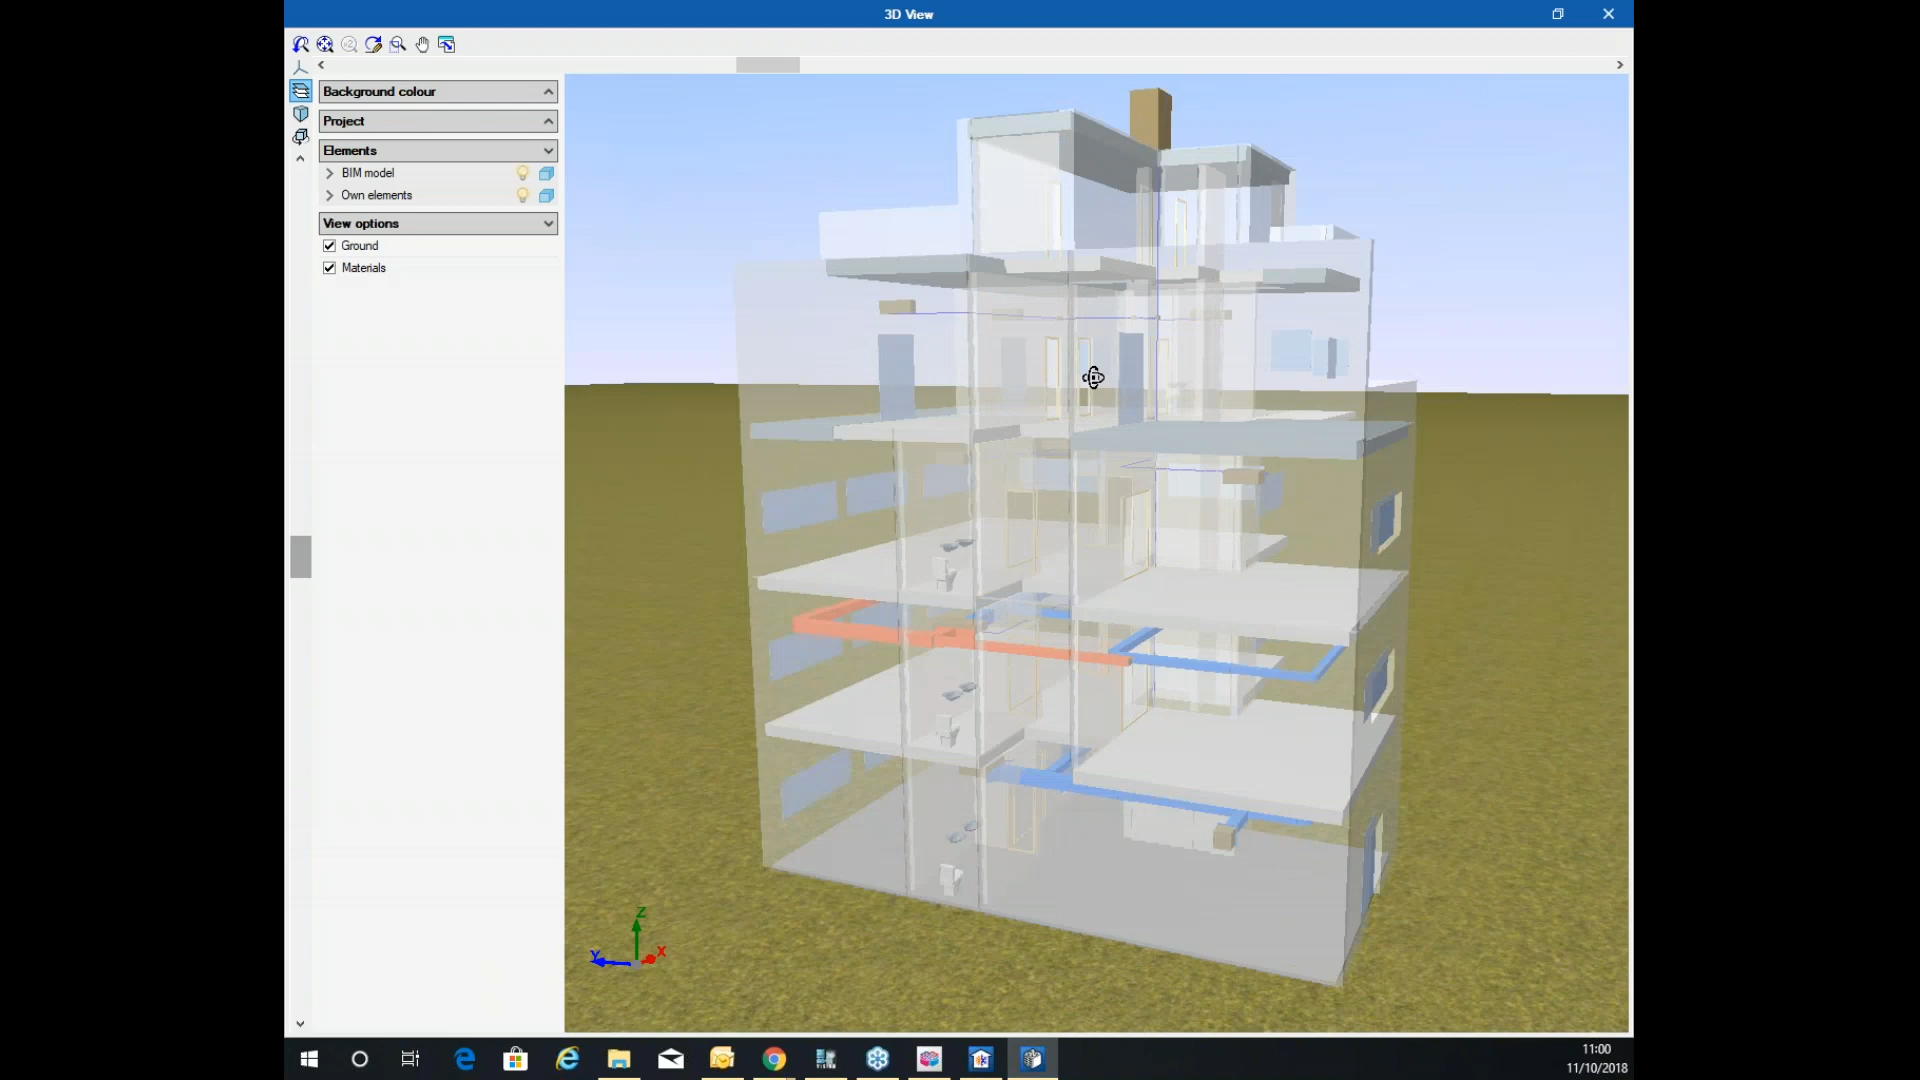 3D View
Background colour
Project
Elements
BIM model
Own elements
View options
Ground
Materials
Z
Y
X
11:00
11/10/2018